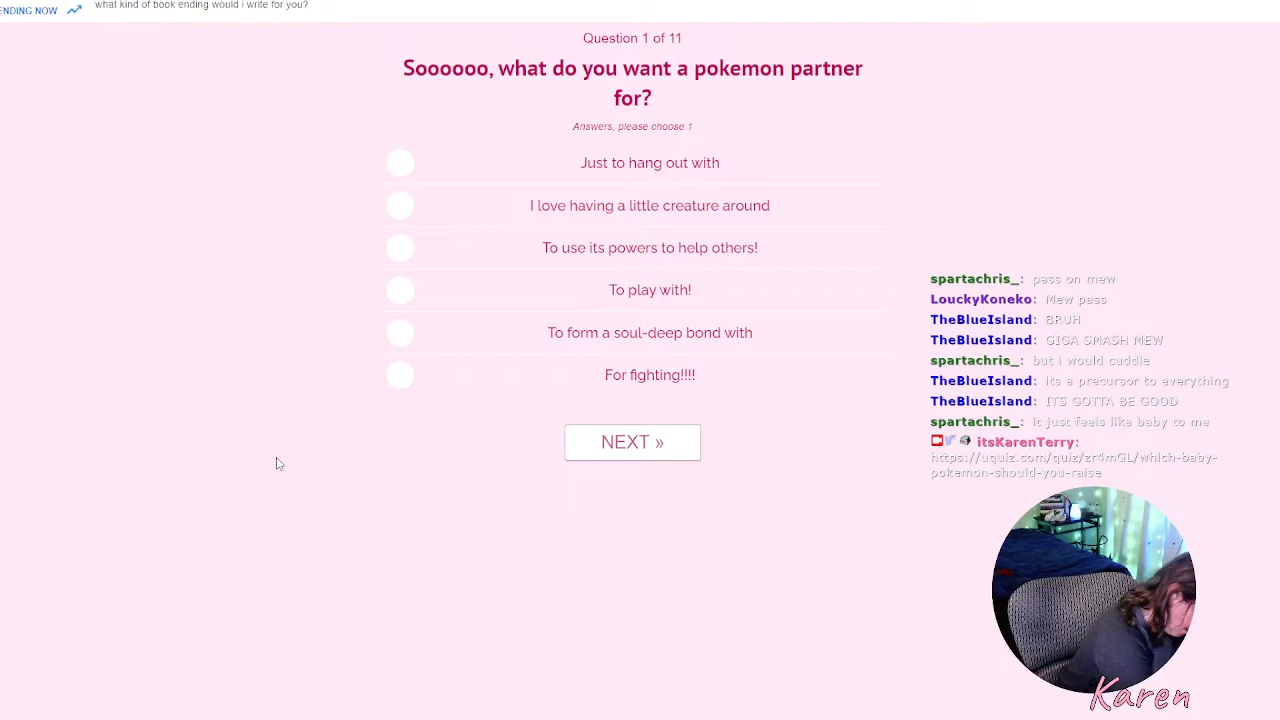 ENDING NOW
what kind of book ending would i write for you?
Question 1 of 11
Soooooo, what do you want a pokemon partner
for?
Answers, please choose 1
Just to hang out with
I love having a little creature around
To use its powers to help others!
To play with!
To form a soul-deep bond with
For fighting!!!!
NEXT »
spartachris_: pass on mew
LouckyKoneko: Mew pass
TheBlueIsland: BRUH
TheBlueIsland: GIGA SMASH MEW
spartachris_: but i would cuddle
TheBlueIsland: its a precursor to everything
TheBlueIsland: ITS GOTTA BE GOOD
spartachris_: it just feels like baby to me
itsKarenTerry:
https://uquiz.com/quiz/zr4mGL/which-baby-
pokemon-should-you-raise
Karen